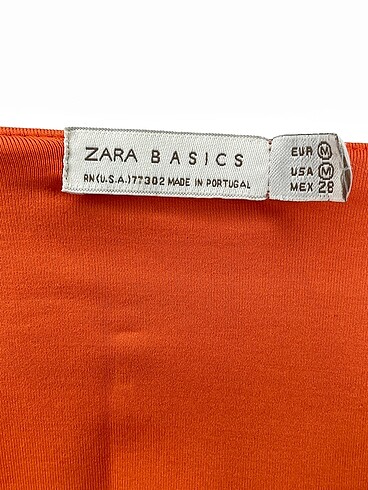 ZARA BASICS
RN(U.S.A.)77302 MADE IN PORTUGAL
EUR M
USA M
MEX 28